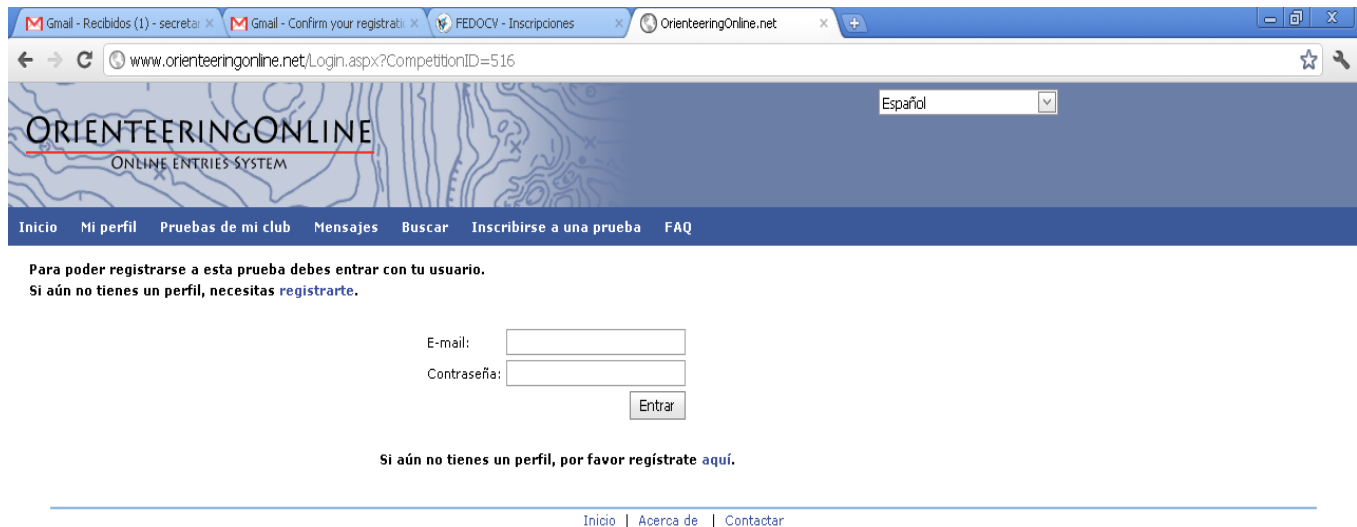 Gmail - Recibidos (1) - secretar
Gmail - Confirm your registrati
FEDOCV - Inscripciones
OrienteeringOnline.net
www.orienteeringonline.net/Login.aspx?CompetitionID=516
Español
ORIENTEERINGONLINE
ONLINE ENTRIES SYSTEM
Inicio Mi perfil Pruebas de mi club Mensajes Buscar Inscribirse a una prueba FAQ
Para poder registrarse a esta prueba debes entrar con tu usuario.
Si aún no tienes un perfil, necesitas registrarte.
E-mail:
Contraseña:
Entrar
Si aún no tienes un perfil, por favor regístrate aquí.
Inicio | Acerca de | Contactar